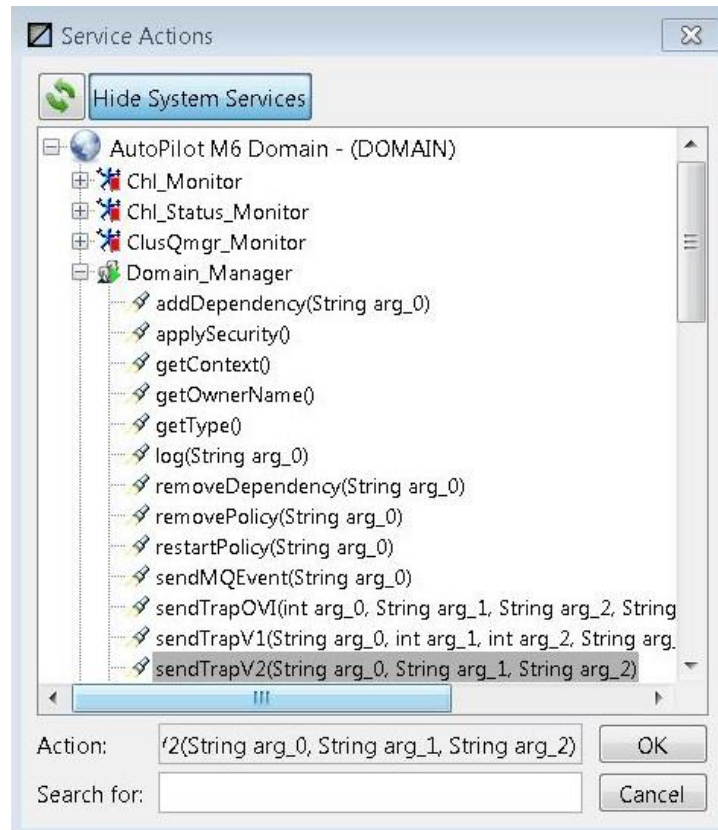 Service Actions
Hide System Services
AutoPilot M6 Domain - (DOMAIN)
Chl_Monitor
Chl_Status_Monitor
ClusQmgr_Monitor
Domain_Manager
addDependency(String arg_0)
applySecurity()
getContext()
getOwnerName()
getType()
log(String arg_0)
removeDependency(String arg_0)
removePolicy(String arg_0)
restartPolicy(String arg_0)
sendMQEvent(String arg_0)
sendTrapOVI(int arg_0, String arg_1, String arg_2, String
sendTrapV1(String arg_0, int arg_1, int arg_2, String arg_
sendTrapV2(String arg_0, String arg_1, String arg_2)
Action: 2(String arg_0, String arg_1, String arg_2) OK
Search for: Cancel